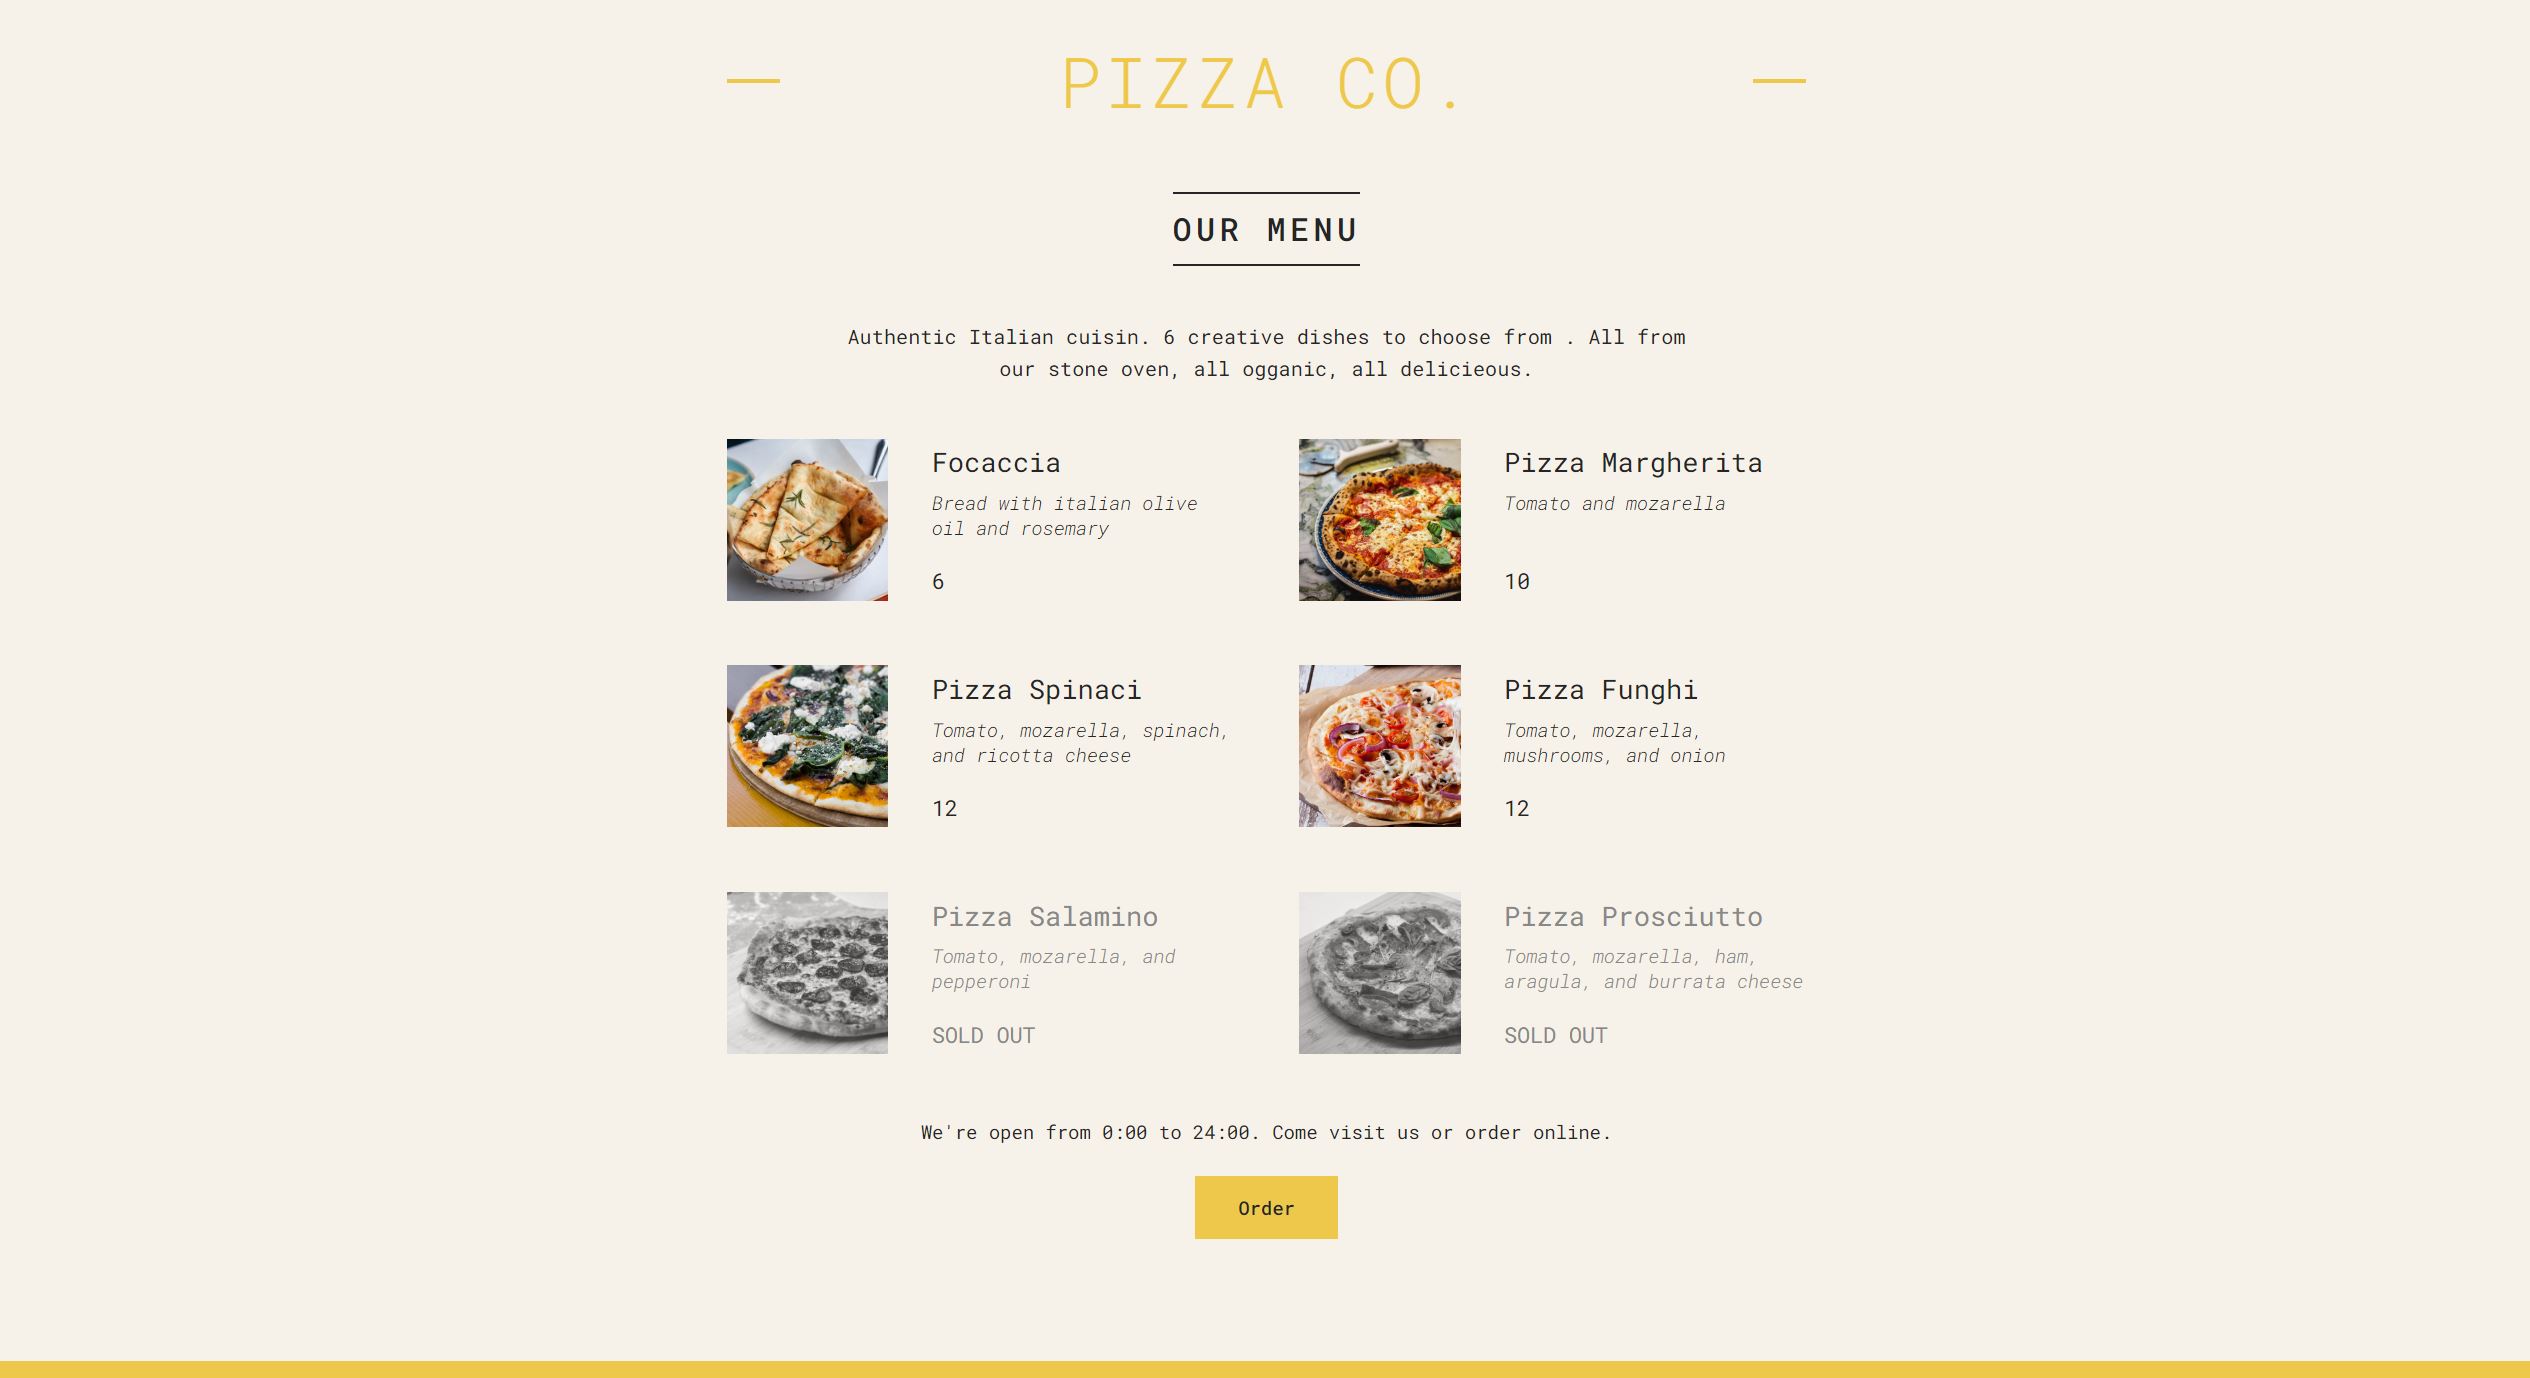 PIZZA CO.
OUR MENU
Authentic Italian cuisin. 6 creative dishes to choose from . All from
our stone oven, all ogganic, all delicieous.
Focaccia
Bread with italian olive
oil and rosemary
6
Pizza Margherita
Tomato and mozarella
10
Pizza Spinaci
Tomato, mozarella, spinach,
and ricotta cheese
12
Pizza Funghi
Tomato, mozarella,
mushrooms, and onion
12
Pizza Salamino
Tomato, mozarella, and
pepperoni
SOLD OUT
Pizza Prosciutto
Tomato, mozarella, ham,
aragula, and burrata cheese
SOLD OUT
We're open from 0:00 to 24:00. Come visit us or order online.
Order